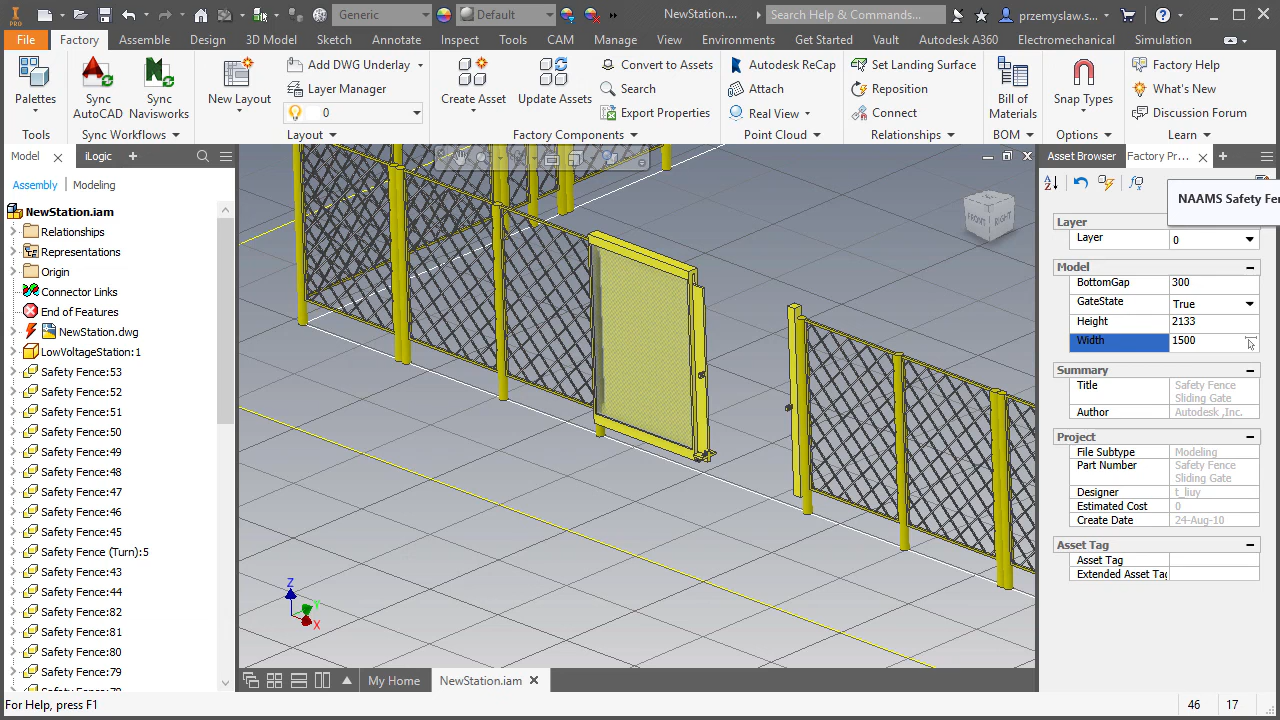 PRO Generic Default NewStation.... Search Help & Commands... przemyslaw.s...
File Factory Assemble Design 3D Model Sketch Annotate Inspect Tools CAM Manage View Environments Get Started Vault Autodesk A360 Electromechanical Simulation
Palettes
Sync AutoCAD
Sync Navisworks
New Layout
Add DWG Underlay
Layer Manager
0
Create Asset
Update Assets
Convert to Assets
Search
Export Properties
Autodesk ReCap
Attach
Real View
Set Landing Surface
Reposition
Connect
Bill of Materials
Snap Types
Factory Help
What's New
Discussion Forum
Tools Sync Workflows Layout Factory Components Point Cloud Relationships BOM Options Learn
Model iLogic
Assembly Modeling
NewStation.iam
Relationships
Representations
Origin
Connector Links
End of Features
NewStation.dwg
LowVoltageStation:1
Safety Fence:53
Safety Fence:52
Safety Fence:51
Safety Fence:50
Safety Fence:49
Safety Fence:48
Safety Fence:47
Safety Fence:46
Safety Fence:45
Safety Fence (Turn):5
Safety Fence:43
Safety Fence:44
Safety Fence:82
Safety Fence:81
Safety Fence:80
Safety Fence:79
FRONT RIGHT
Z
Y
X
My Home NewStation.iam
Asset Browser Factory Pr...
NAAMS Safety Fe
Layer
Layer 0
Model
BottomGap 300
GateState True
Height 2133
Width 1500
Summary
Title Safety Fence
Sliding Gate
Author Autodesk ,Inc.
Project
File Subtype Modeling
Part Number Safety Fence
Sliding Gate
Designer t_liuy
Estimated Cost 0
Create Date 24-Aug-10
Asset Tag
Asset Tag
Extended Asset Tag
For Help, press F1 46 17